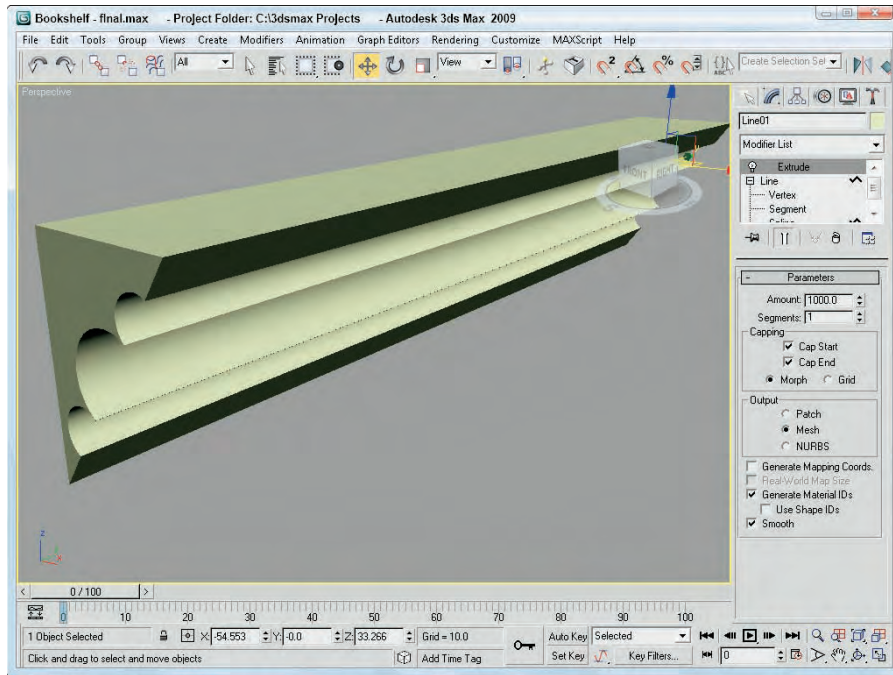 Bookshelf - final.max - Project Folder: C:\3dsmax Projects - Autodesk 3ds Max 2009
File Edit Tools Group Views Create Modifiers Animation Graph Editors Rendering Customize MAXScript Help
All
View
Create Selection Set
Perspective
FRONT RIGHT
Line01
Modifier List
Extrude
Line
Vertex
Segment
Parameters
Amount: 1000.0
Segments: 1
Capping
Cap Start
Cap End
Morph Grid
Output
Patch
Mesh
NURBS
Generate Mapping Coords.
Real-World Map Size
Generate Material IDs
Use Shape IDs
Smooth
z
x
0 / 100
0 10 20 30 40 50 60 70 80 90 100
1 Object Selected X: -54.553 Y: -0.0 Z: 33.266 Grid = 10.0 Auto Key Selected
Click and drag to select and move objects Add Time Tag Set Key Key Filters... 0